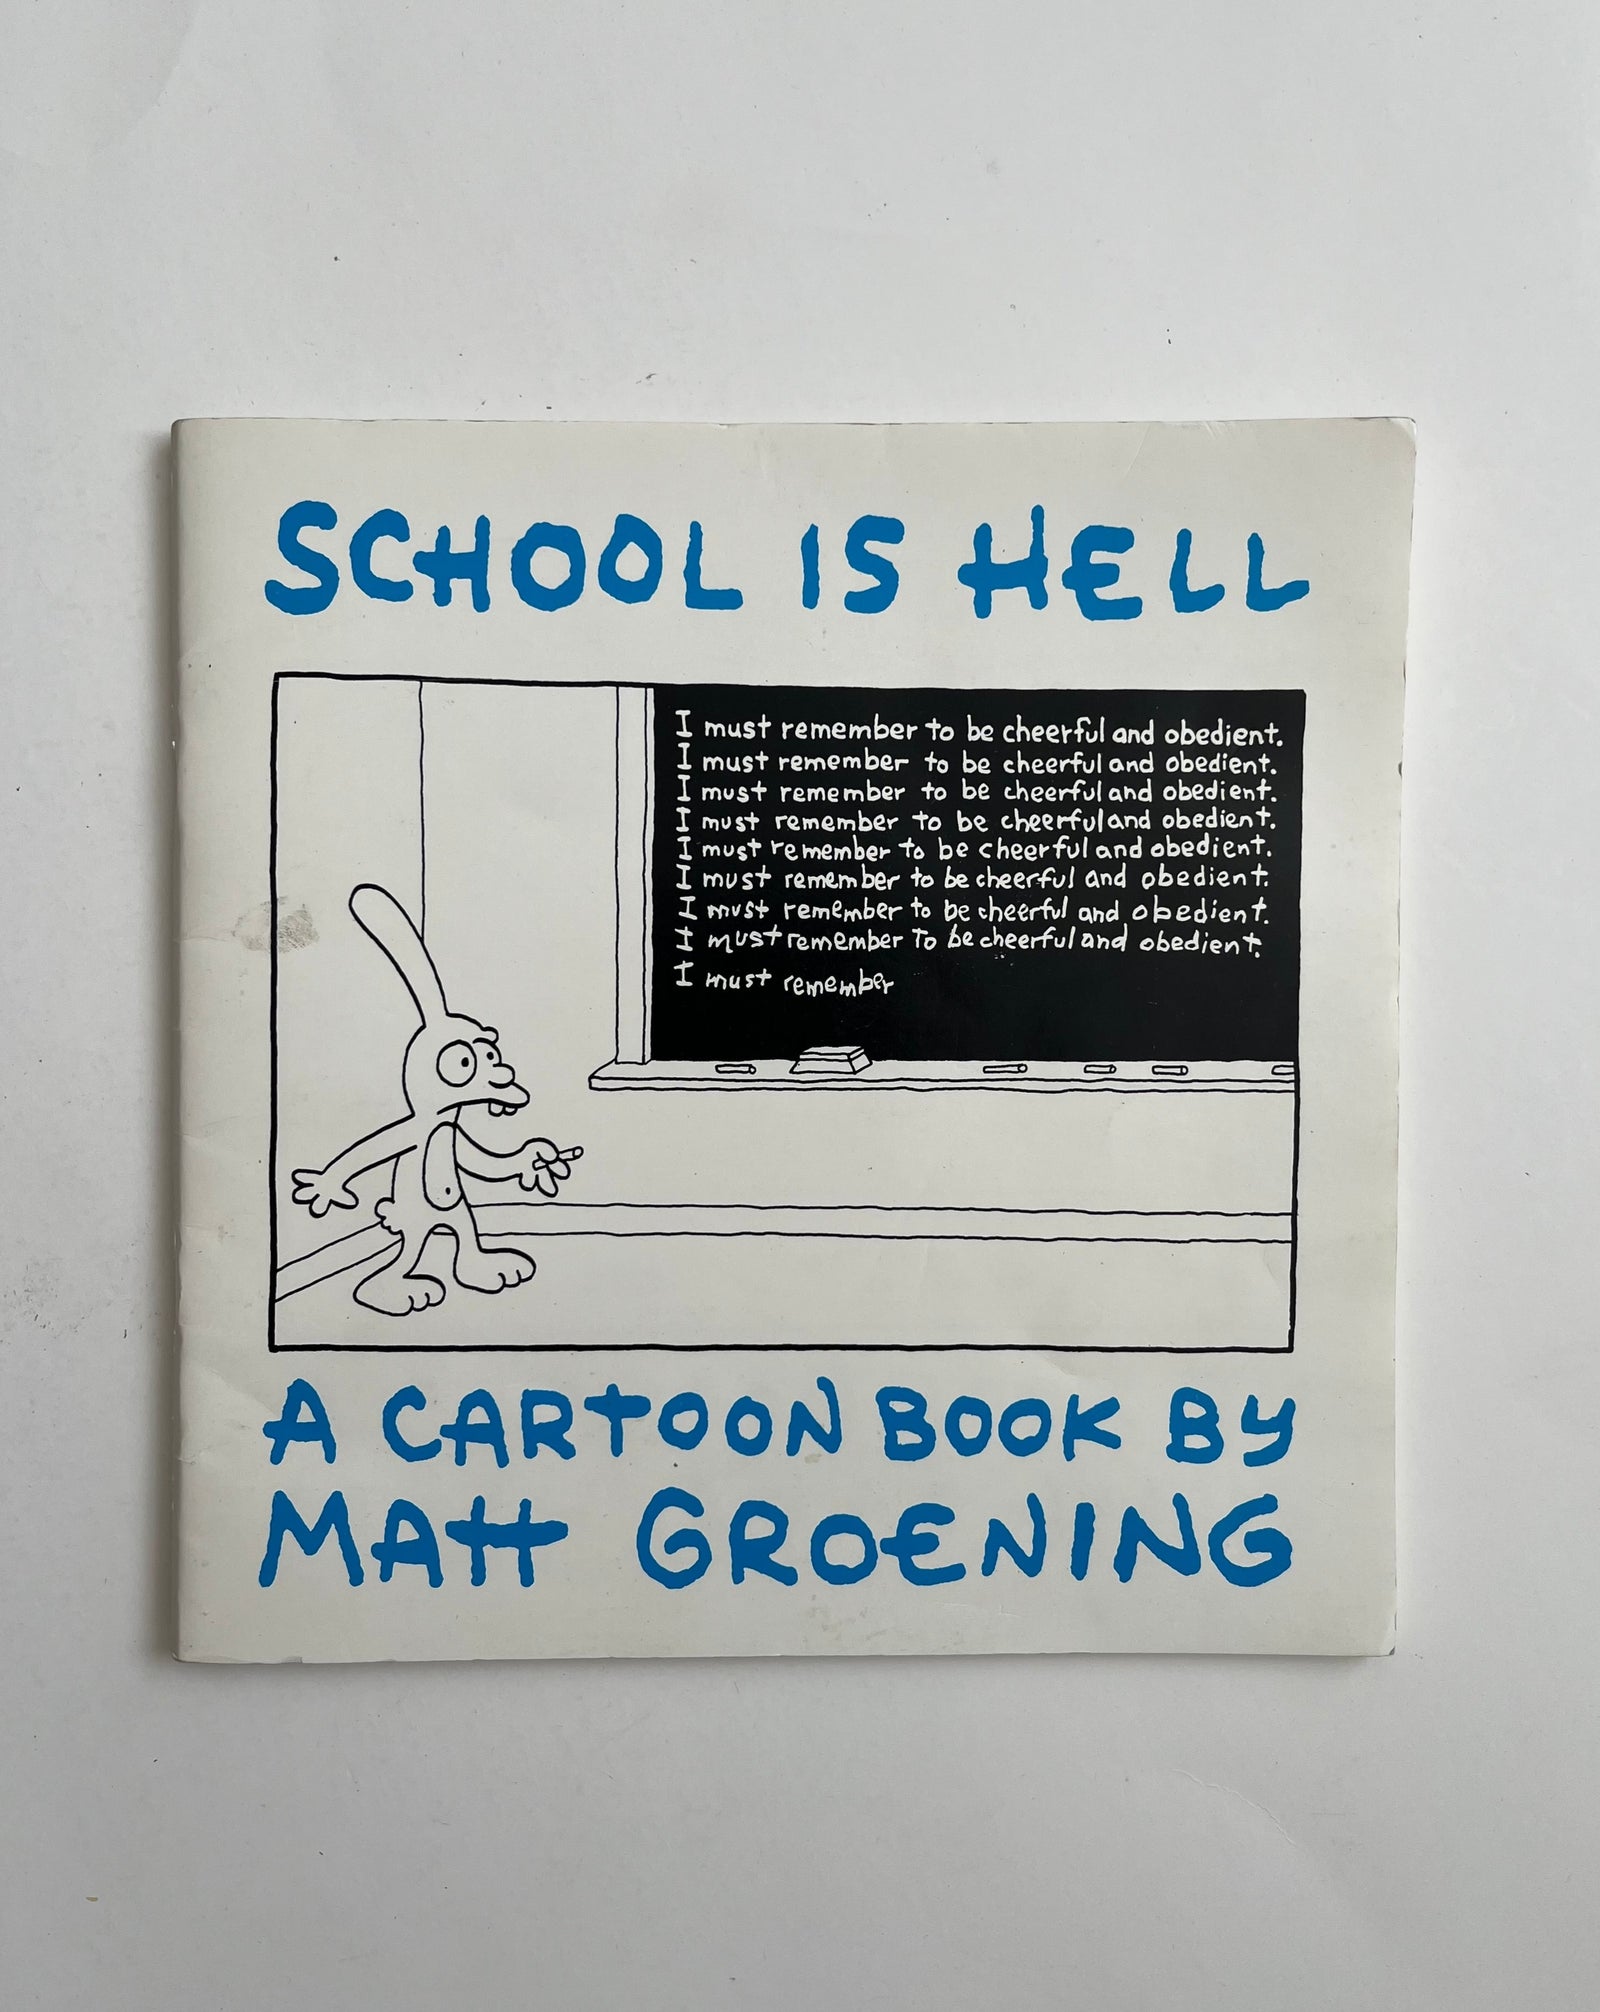 SCHOOL IS HELL
I must remember to be cheerful and obedient.
I must remember to be cheerful and obedient.
I must remember to be cheerful and obedient.
I must remember to be cheerful and obedient.
I must remember to be cheerful and obedient.
I must remember to be cheerful and obedient.
I must remember to be cheerful and obedient.
I must remember to be cheerful and obedient.
I must remember
A CARTOON BOOK BY
MATT GROENING